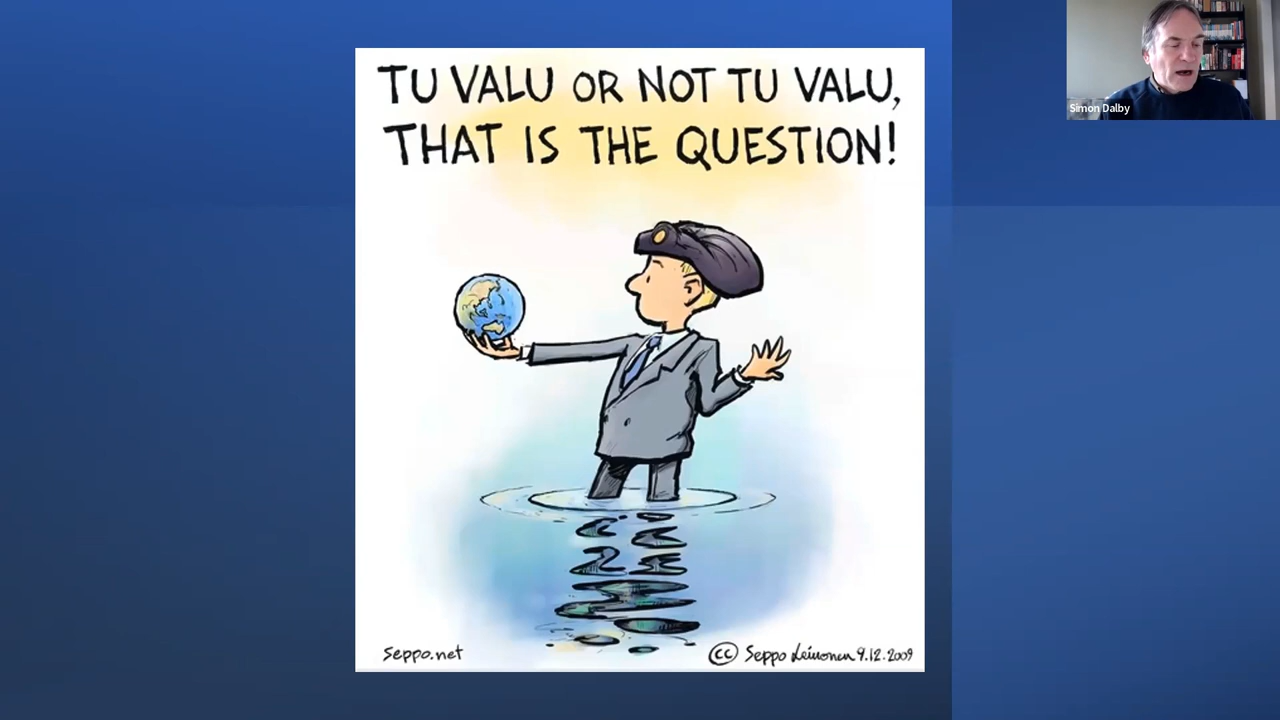 TU VALU OR NOT TU VALU,
THAT IS THE QUESTION!
Simon Dalby
seppo.net
cc Seppo Leinonen 9.12.2009